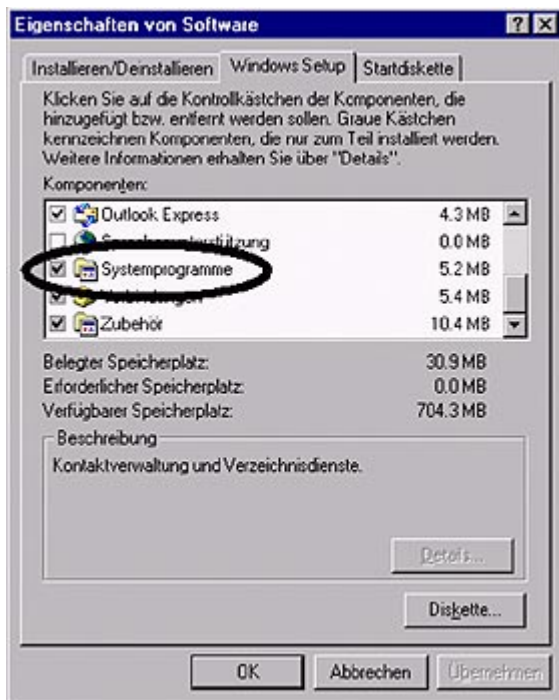 Eigenschaften von Software
Installieren/Deinstallieren Windows Setup Startdiskette
Klicken Sie auf die Kontrollkästchen der Komponenten, die
hinzugefügt bzw. entfernt werden sollen. Graue Kästchen
kennzeichnen Komponenten, die nur zum Teil installiert werden.
Weitere Informationen erhalten Sie über "Details".
Komponenten:
Outlook Express 4.3 MB
Sprachunterstützung 0.0 MB
Systemprogramme 5.2 MB
Verbindungen 5.4 MB
Zubehör 10.4 MB
Belegter Speicherplatz: 30.9 MB
Erforderlicher Speicherplatz: 0.0 MB
Verfügbarer Speicherplatz: 704.3 MB
Beschreibung
Kontaktverwaltung und Verzeichnisdienste.
Details...
Diskette...
OK Abbrechen Übernehmen